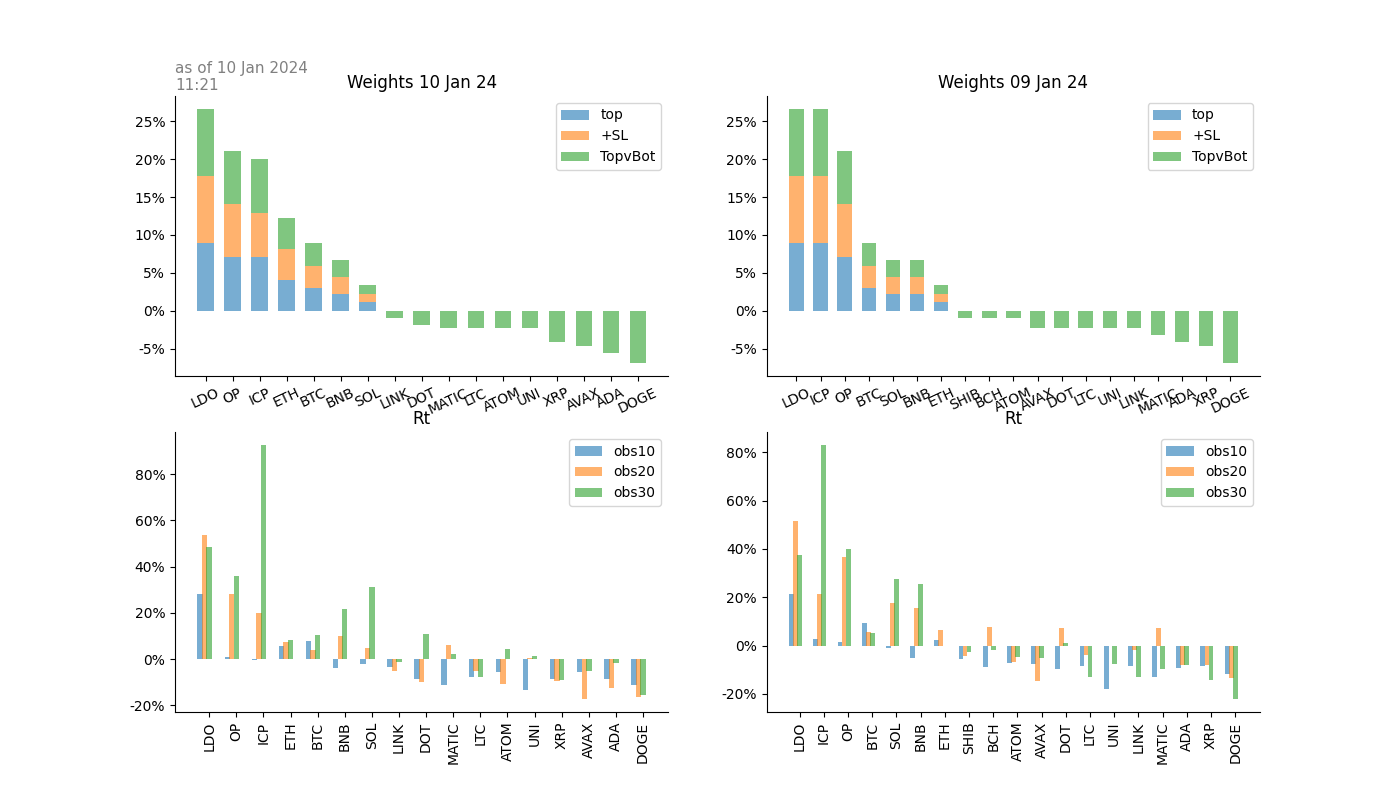 as of 10 Jan 2024
11:21
Weights 10 Jan 24
25%
20%
15%
10%
5%
0%
-5%
top
+SL
TopvBot
LDO OP ICP ETH BTC BNB SOL LINK DOT MATIC LTC ATOM UNI XRP AVAX ADA DOGE
Weights 09 Jan 24
25%
20%
15%
10%
5%
0%
-5%
top
+SL
TopvBot
LDO ICP OP BTC SOL BNB ETH SHIB BCH ATOM AVAX DOT LTC UNI LINK MATIC ADA XRP DOGE
Rt
80%
60%
40%
20%
0%
-20%
obs10
obs20
obs30
LDO OP ICP ETH BTC BNB SOL LINK DOT MATIC LTC ATOM UNI XRP AVAX ADA DOGE
Rt
80%
60%
40%
20%
0%
-20%
obs10
obs20
obs30
LDO ICP OP BTC SOL BNB ETH SHIB BCH ATOM AVAX DOT LTC UNI LINK MATIC ADA XRP DOGE